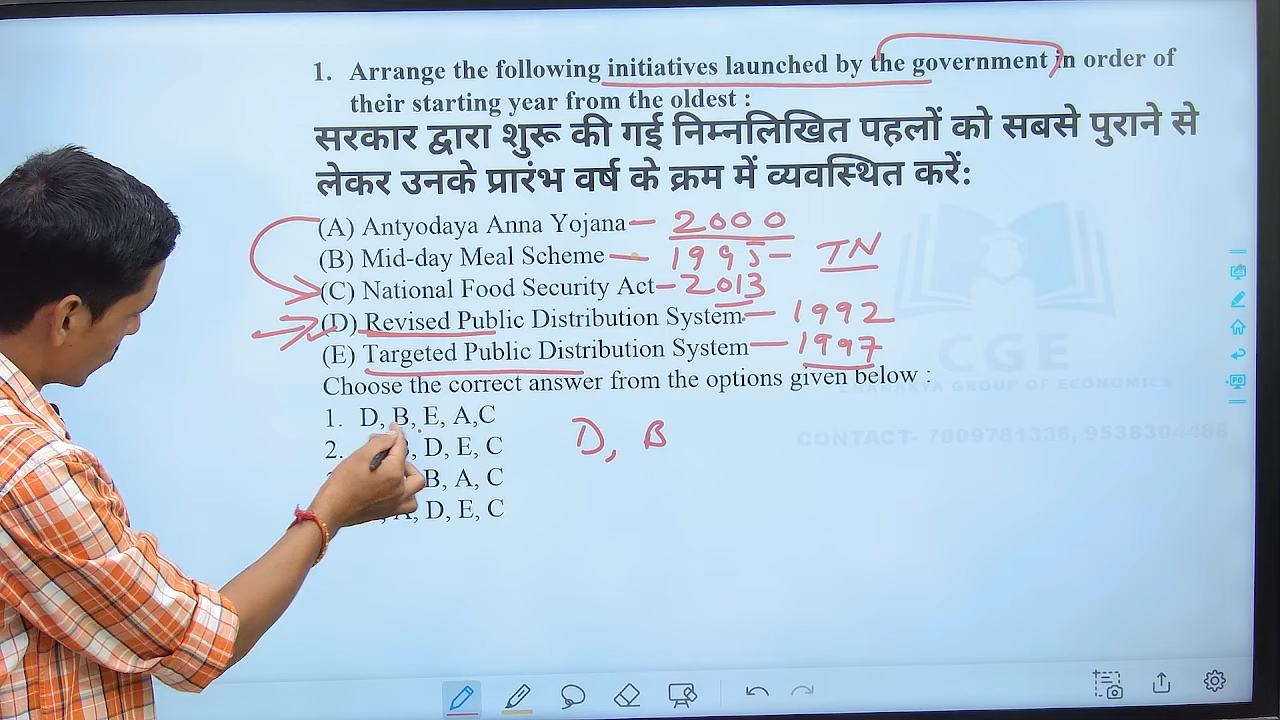 1. Arrange the following initiatives launched by the government in order of
their starting year from the oldest :
सरकार द्वारा शुरू की गई निम्नलिखित पहलों को सबसे पुराने से
लेकर उनके प्रारंभ वर्ष के क्रम में व्यवस्थित करें:
(A) Antyodaya Anna Yojana – 2000
(B) Mid-day Meal Scheme – 1995 – TN
(C) National Food Security Act – 2013
(D) Revised Public Distribution System – 1992
(E) Targeted Public Distribution System – 1997
CGE
GROUP OF ECONOMICS
Choose the correct answer from the options given below :
1. D, B, E, A,C
D, B
CONTACT- 7009781336, 9538304488
2. B, D, E, C
B, A, C
A, D, E, C